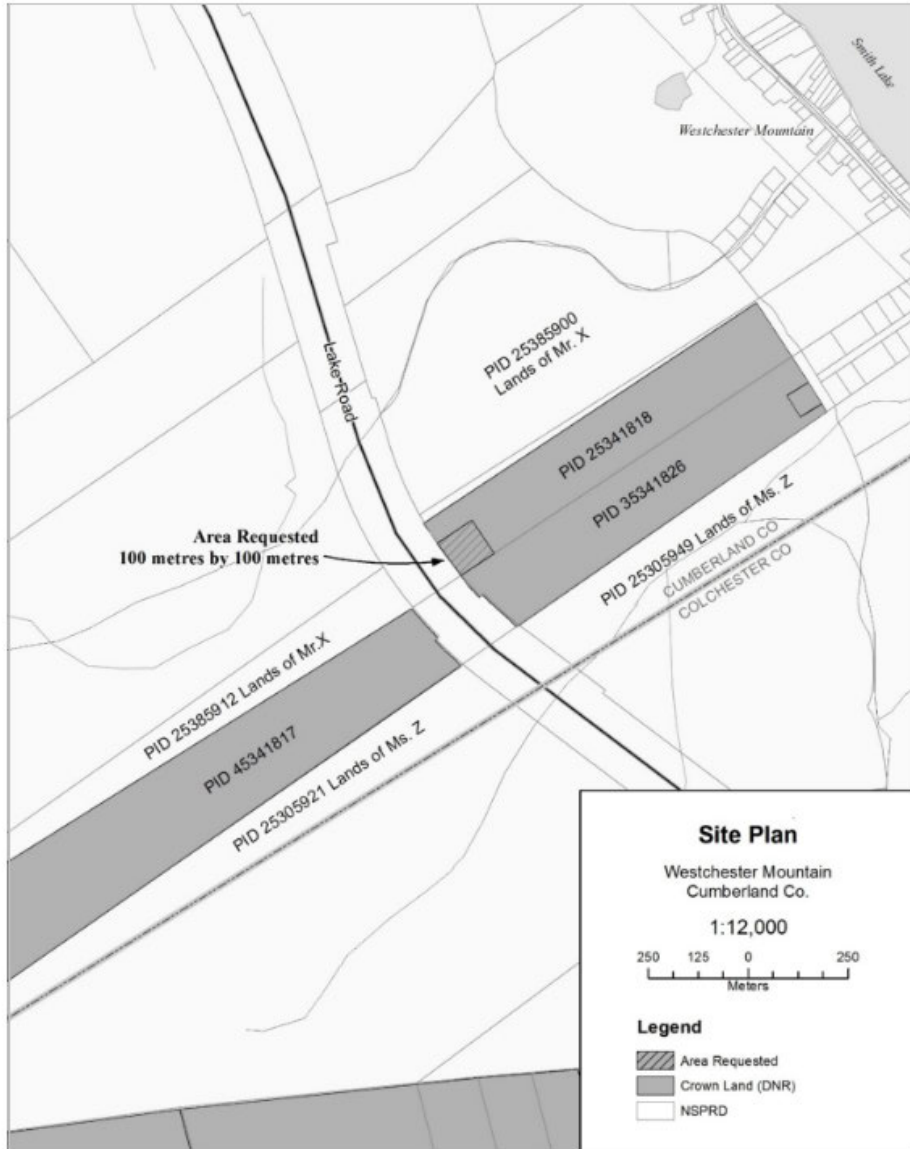 Smith Lake
Westchester Mountain
PID 25385900
Lands of Mr. X
Lake Road
PID 25341818
PID 35341826
Area Requested
100 metres by 100 metres
PID 25305949 Lands of Ms. Z
CUMBERLAND CO
COLCHESTER CO
PID 25385912 Lands of Mr.X
PID 45341817
PID 25305921 Lands of Ms. Z
Site Plan
Westchester Mountain
Cumberland Co.
1:12,000
250 125 0 250
Meters
Legend
Area Requested
Crown Land (DNR)
NSPRD